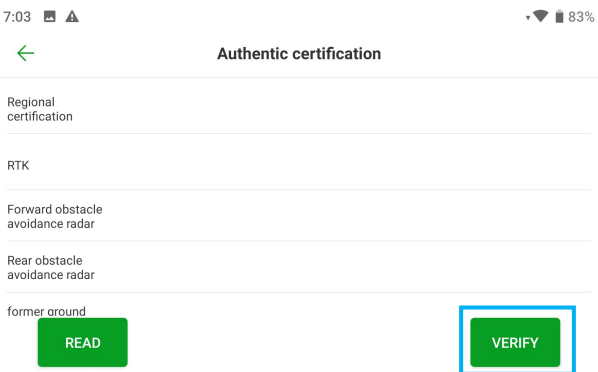 7:03 83%
Authentic certification
Regional
certification
RTK
Forward obstacle
avoidance radar
Rear obstacle
avoidance radar
former ground
READ VERIFY